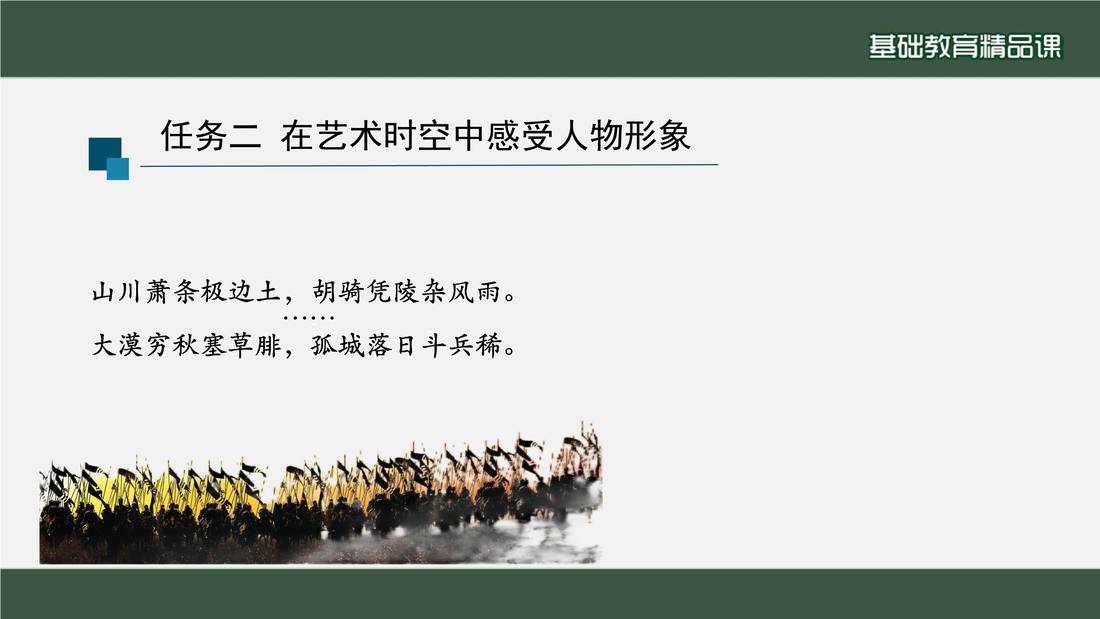 基础教育精品课
任务二 在艺术时空中感受人物形象
山川萧条极边土，胡骑凭陵杂风雨。
……
大漠穷秋塞草腓，孤城落日斗兵稀。